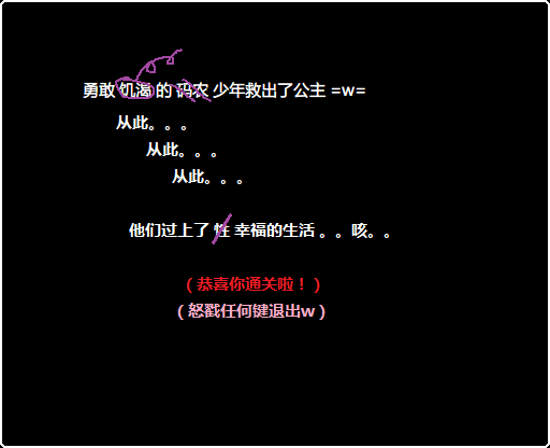 勇敢 饥渴 的 码农 少年救出了公主 =w=
从此。。。
从此。。。
从此。。。
他们过上了 性 幸福的生活 。。咳。。
（恭喜你通关啦！）
（怒戳任何键退出w）